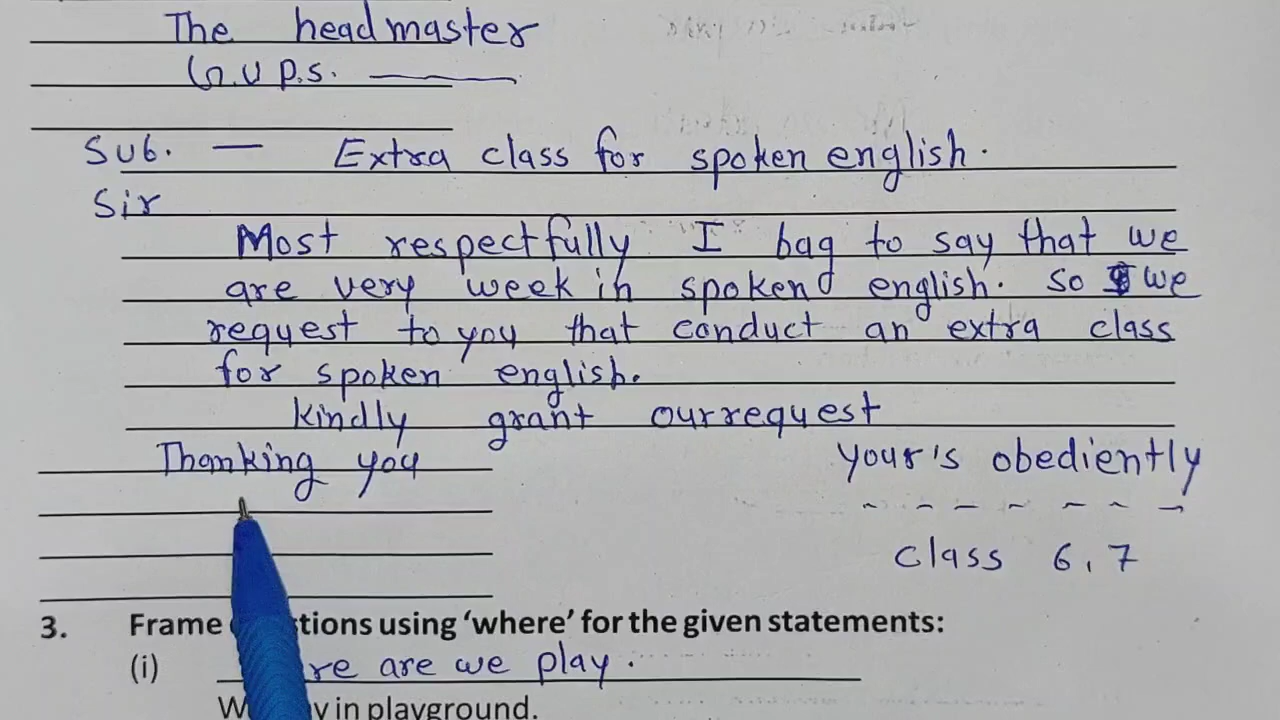 The headmaster
G.U P.S.
Sub. — Extra class for spoken english.
Sir
Most respectfully I bag to say that we
are very week in spoken english. so we
request to you that conduct an extra class
for spoken english.
kindly grant our request
Thanking you
your's obediently
class 6, 7
3. Frame using 'where' for the given statements:
(i) are we play.
in playground.